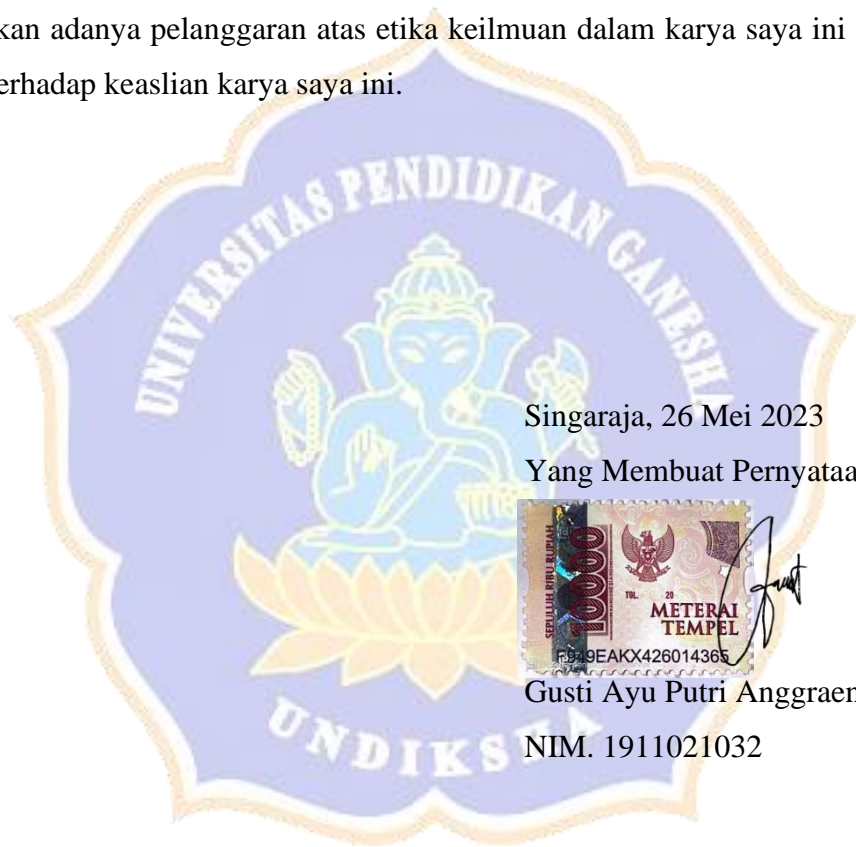 kan adanya pelanggaran atas etika keilmuan dalam karya saya ini
erhadap keaslian karya saya ini.
UNIVERSITAS PENDIDIKAN GANESHA
Singaraja, 26 Mei 2023
Yang Membuat Pernyataa
SEPULUH RIBU RUPIAH
10000
TGL. 20
METERAI
TEMPEL
EAKX426014365
Gusti Ayu Putri Anggraen
NIM. 1911021032
UNDIKSHA